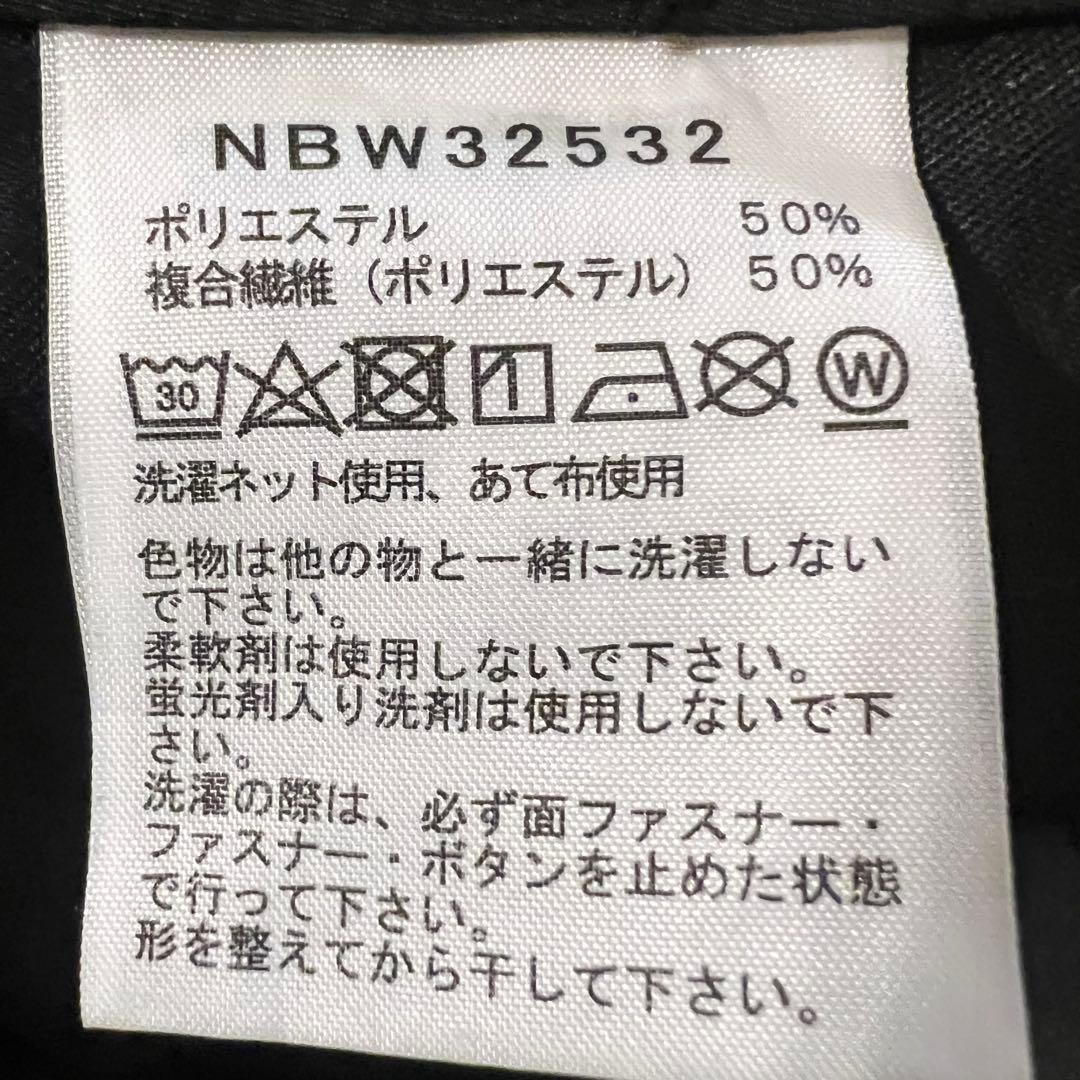 NBW32532
ポリエステル 50%
複合繊維（ポリエステル） 50%
30 W
洗濯ネット使用、あて布使用
色物は他の物と一緒に洗濯しない
で下さい。
柔軟剤は使用しないで下さい。
蛍光剤入り洗剤は使用しないで下
さい。
洗濯の際は、必ず面ファスナー・
ファスナー・ボタンを止めた状態
で行って下さい。
形を整えてから干して下さい。